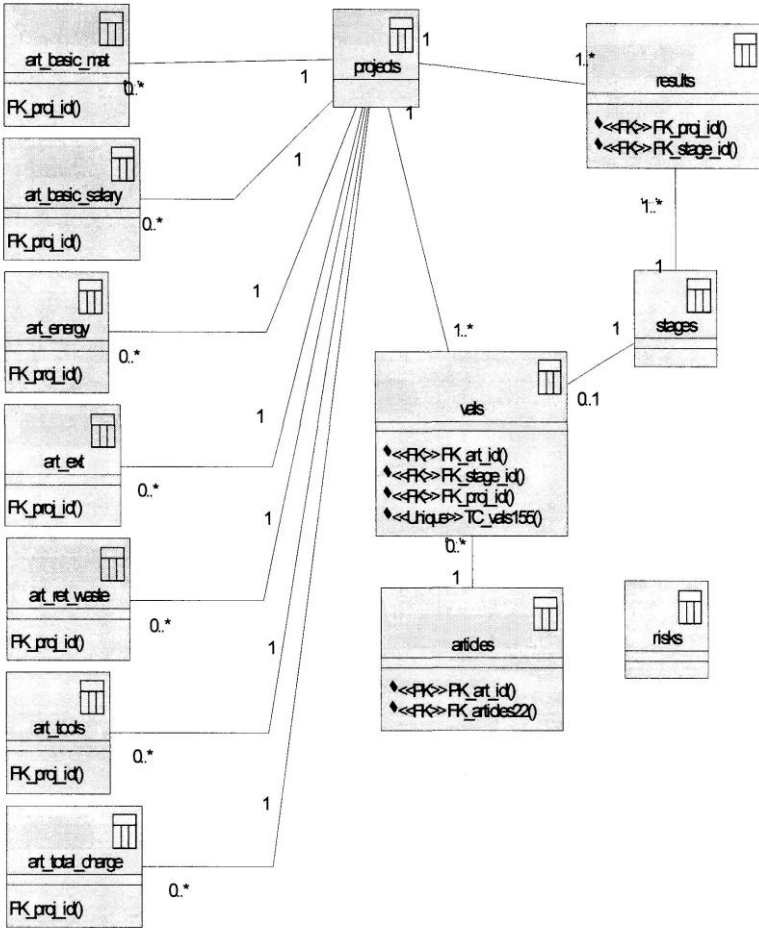 art_basic_mat
FK_proj_id()
0..*
1
projects
1
1
1..*
results
<<FK>> FK_proj_id()
<<FK>> FK_stage_id()
art_basic_salary
FK_proj_id()
0..*
1
1..*
1
stages
1
art_energy
FK_proj_id()
0..*
1
1..*
vals
0..1
<<FK>> FK_art_id()
<<FK>> FK_stage_id()
<<FK>> FK_proj_id()
<<Unique>> TC_vals155()
0..*
1
art_ext
FK_proj_id()
0..*
1
art_ret_waste
FK_proj_id()
0..*
1
articles
<<PK>> PK_art_id()
<<FK>> FK_articles22()
risks
art_tools
FK_proj_id()
0..*
1
art_total_charge
FK_proj_id()
0..*
1